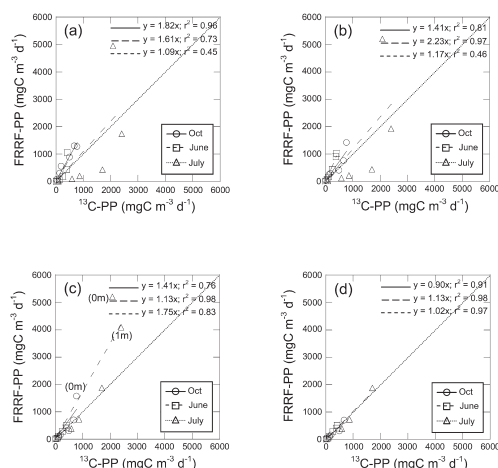 (a)
y = 1.82x; r² = 0.96
y = 1.61x; r² = 0.73
y = 1.09x; r² = 0.45
6000
5000
4000
3000
2000
1000
0
FRRF-PP (mgC m⁻³ d⁻¹)
Oct
June
July
0 1000 2000 3000 4000 5000 6000
¹³C-PP (mgC m⁻³ d⁻¹)
(b)
y = 1.41x; r² = 0.81
y = 2.23x; r² = 0.97
y = 1.17x; r² = 0.46
6000
5000
4000
3000
2000
1000
0
FRRF-PP (mgC m⁻³ d⁻¹)
Oct
June
July
0 1000 2000 3000 4000 5000 6000
¹³C-PP (mgC m⁻³ d⁻¹)
(c)
y = 1.41x; r² = 0.76
y = 1.13x; r² = 0.98
y = 1.75x; r² = 0.83
(0m)
(1m)
(0m)
6000
5000
4000
3000
2000
1000
0
FRRF-PP (mgC m⁻³ d⁻¹)
Oct
June
July
0 1000 2000 3000 4000 5000 6000
¹³C-PP (mgC m⁻³ d⁻¹)
(d)
y = 0.90x; r² = 0.91
y = 1.13x; r² = 0.98
y = 1.02x; r² = 0.97
6000
5000
4000
3000
2000
1000
0
FRRF-PP (mgC m⁻³ d⁻¹)
Oct
June
July
0 1000 2000 3000 4000 5000 6000
¹³C-PP (mgC m⁻³ d⁻¹)